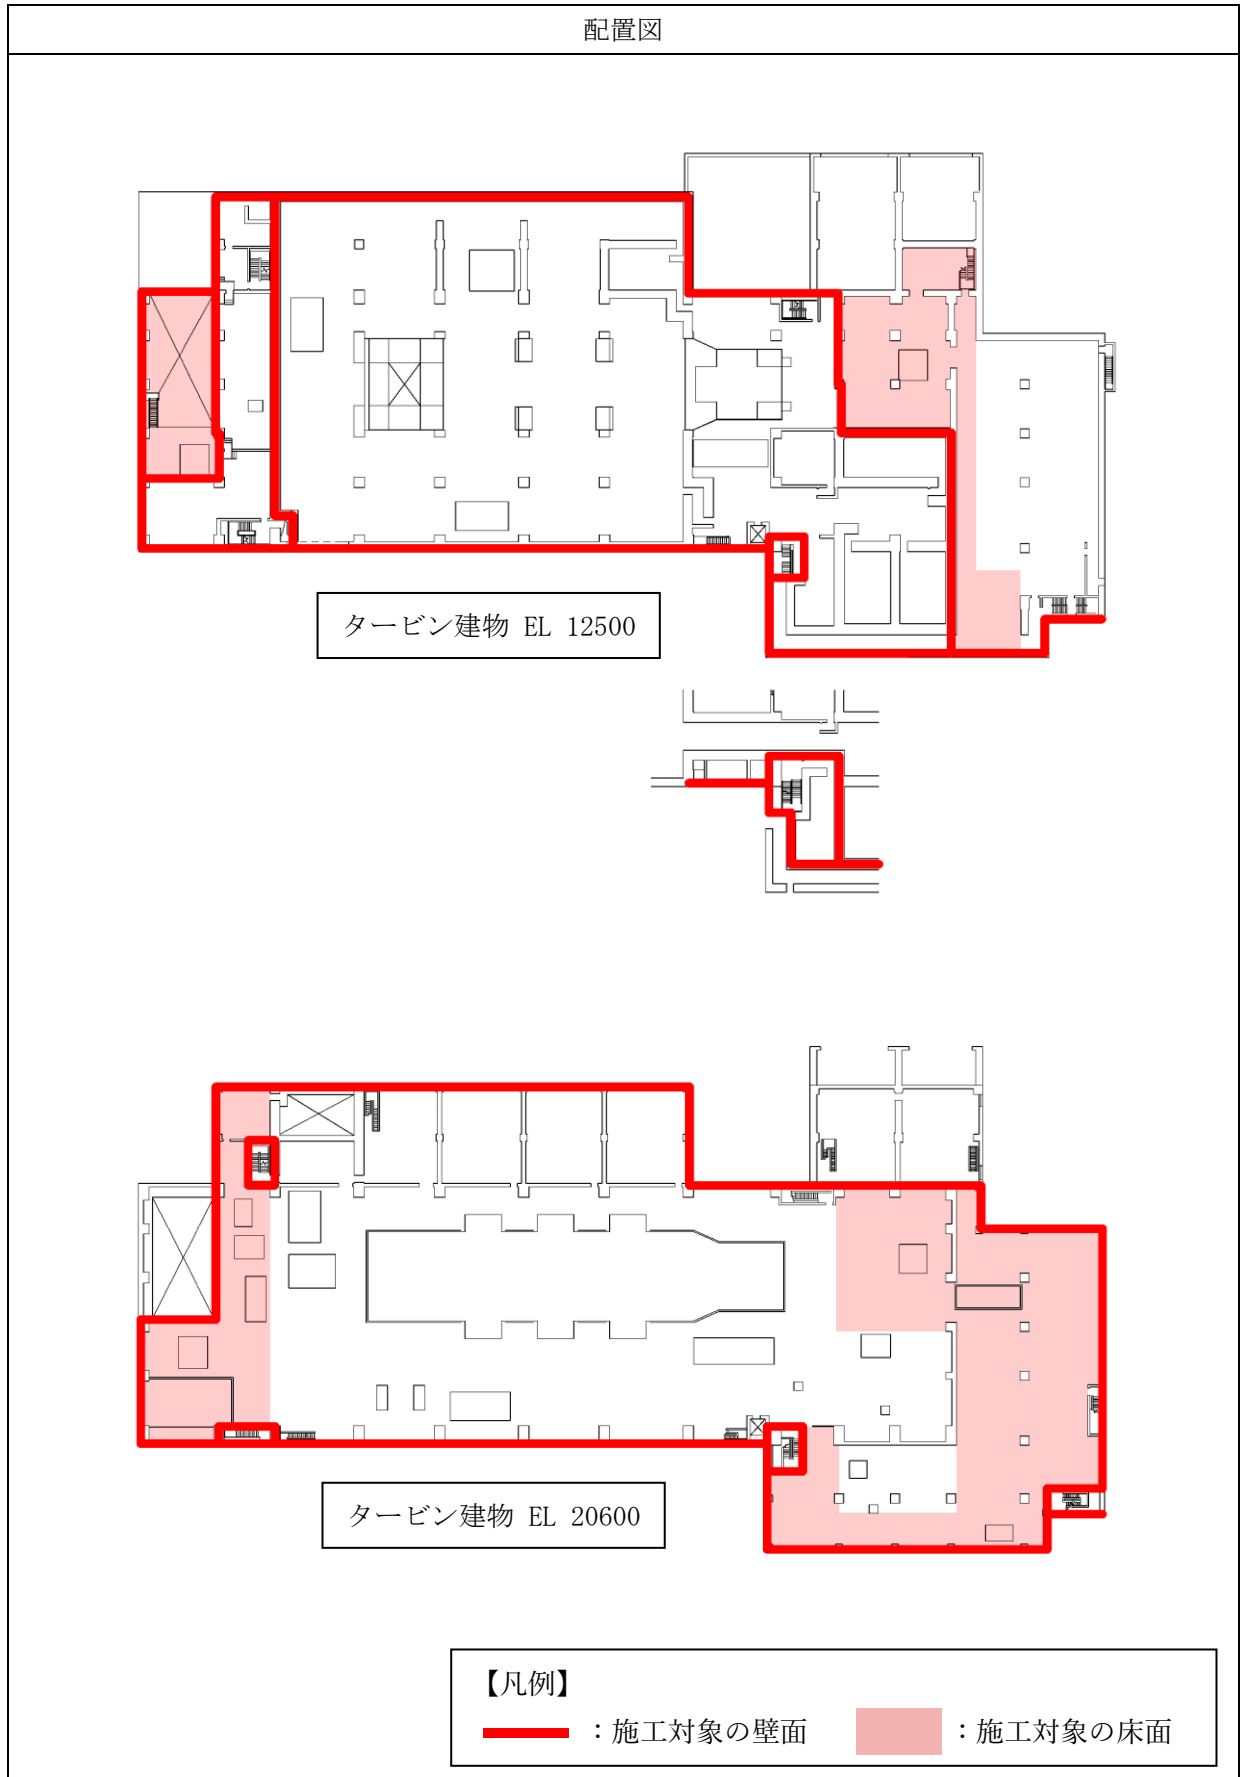 配置図
タービン建物 EL 12500
タービン建物 EL 20600
【凡例】
：施工対象の壁面
：施工対象の床面